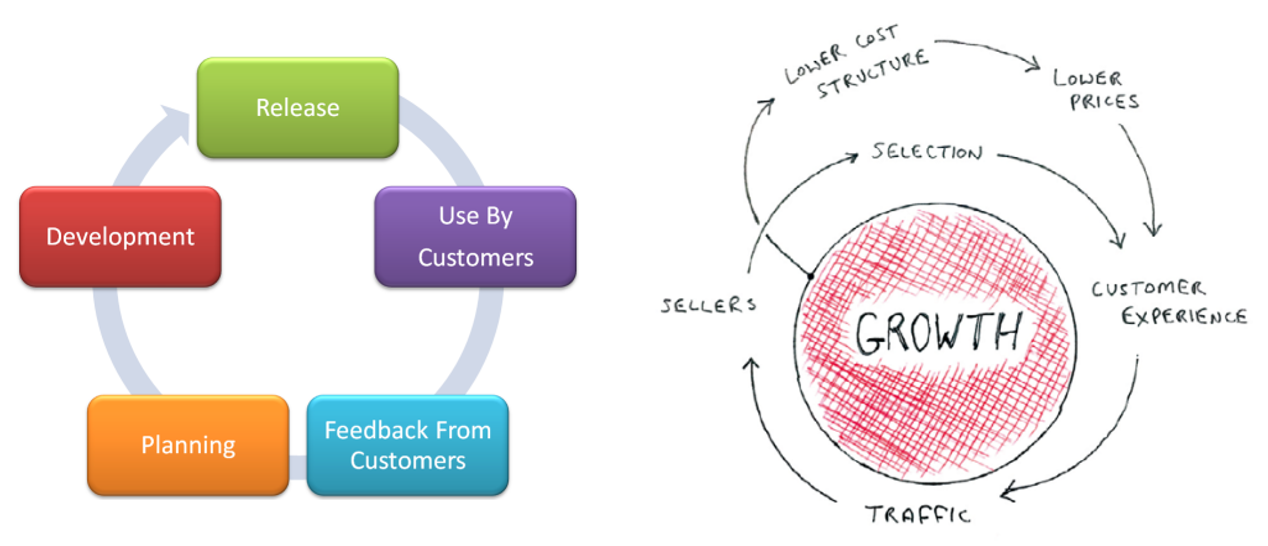 Release
Use By
Customers
Feedback From
Customers
Planning
Development
LOWER COST
STRUCTURE
LOWER
PRICES
SELECTION
CUSTOMER
EXPERIENCE
TRAFFIC
SELLERS
GROWTH